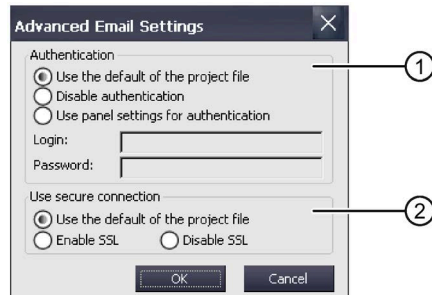 Advanced Email Settings
Authentication
1
Use the default of the project file
Disable authentication
Use panel settings for authentication
Login:
Password:
Use secure connection
2
Use the default of the project file
Enable SSL Disable SSL
OK Cancel